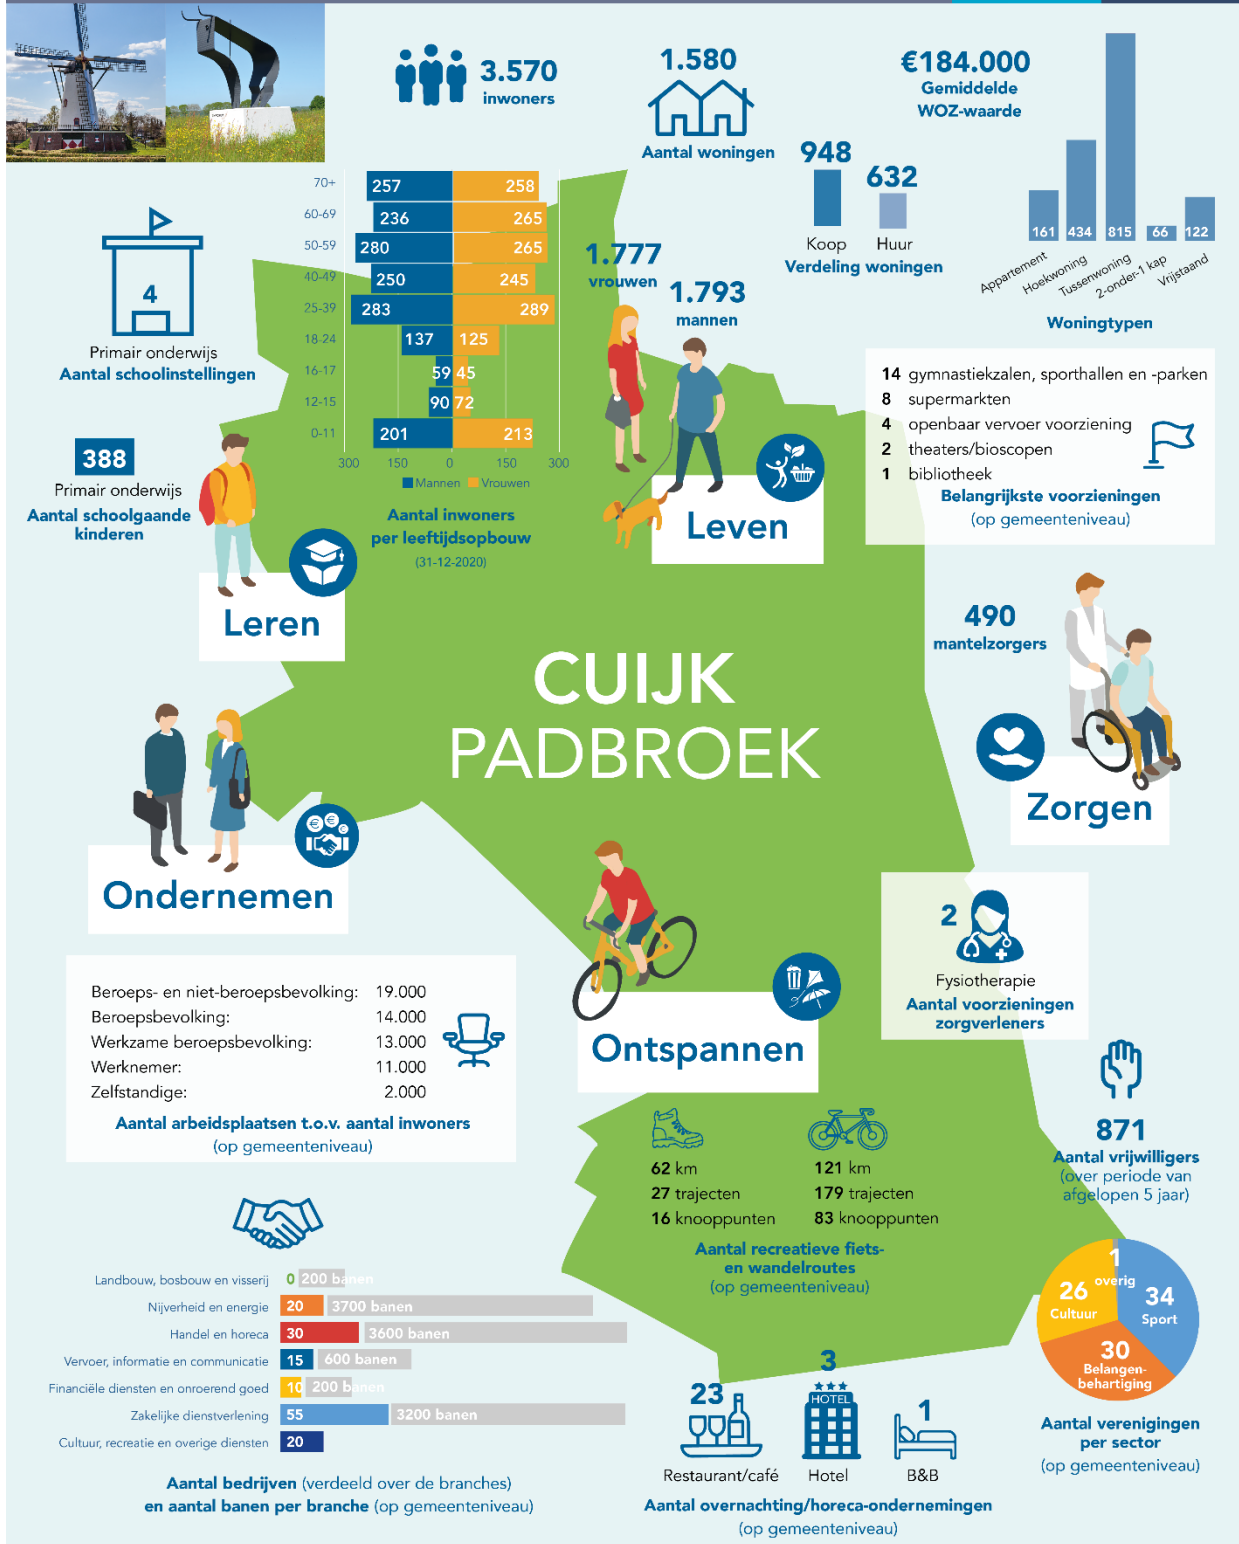 3.570
inwoners
1.580
Aantal woningen
€184.000
Gemiddelde
WOZ-waarde
948
632
Koop
Huur
Verdeling woningen
161
434
815
66
122
Appartement
Hoekwoning
Tussenwoning
2-onder-1 kap
Vrijstaand
Woningtypen
4
Primair onderwijs
Aantal schoolinstellingen
70+
257
258
60-69
236
265
50-59
280
265
40-49
250
245
25-39
283
289
18-24
137
125
16-17
59
45
12-15
90
72
0-11
201
213
300
150
0
150
300
Mannen
Vrouwen
Aantal inwoners
per leeftijdsopbouw
(31-12-2020)
1.777
vrouwen
1.793
mannen
14 gymnastiekzalen, sporthallen en -parken
8 supermarkten
4 openbaar vervoer voorziening
2 theaters/bioscopen
1 bibliotheek
Belangrijkste voorzieningen
(op gemeenteniveau)
388
Primair onderwijs
Aantal schoolgaande
kinderen
Leren
Leven
CUIJK
PADBROEK
490
mantelzorgers
Zorgen
Ondernemen
Beroeps- en niet-beroepsbevolking: 19.000
Beroepsbevolking: 14.000
Werkzame beroepsbevolking: 13.000
Werknemer: 11.000
Zelfstandige: 2.000
Aantal arbeidsplaatsen t.o.v. aantal inwoners
(op gemeenteniveau)
Ontspannen
2
Fysiotherapie
Aantal voorzieningen
zorgverleners
62 km
27 trajecten
16 knooppunten
121 km
179 trajecten
83 knooppunten
Aantal recreatieve fiets-
en wandelroutes
(op gemeenteniveau)
871
Aantal vrijwilligers
(over periode van
afgelopen 5 jaar)
Landbouw, bosbouw en visserij 0 200 banen
Nijverheid en energie 20 3700 banen
Handel en horeca 30 3600 banen
Vervoer, informatie en communicatie 15 600 banen
Financiële diensten en onroerend goed 10 200 banen
Zakelijke dienstverlening 55 3200 banen
Cultuur, recreatie en overige diensten 20
Aantal bedrijven (verdeeld over de branches)
en aantal banen per branche (op gemeenteniveau)
23
Restaurant/café
3
HOTEL
Hotel
1
B&B
Aantal overnachting/horeca-ondernemingen
(op gemeenteniveau)
1
overig
26
Cultuur
34
Sport
30
Belangen-
behartiging
Aantal verenigingen
per sector
(op gemeenteniveau)